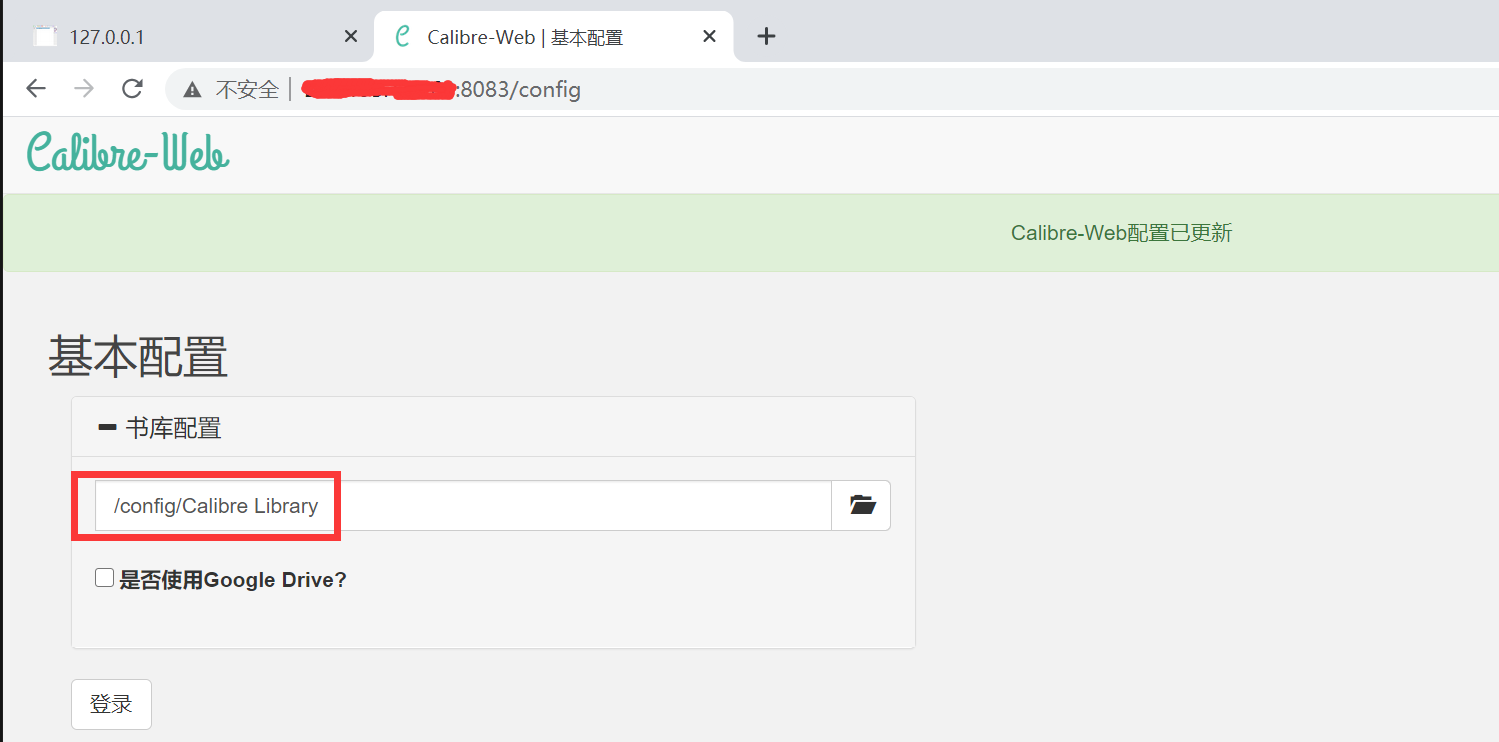 127.0.0.1
Calibre-Web | 基本配置
不安全
:8083/config
Calibre-Web
Calibre-Web配置已更新
基本配置
书库配置
/config/Calibre Library
是否使用Google Drive?
登录